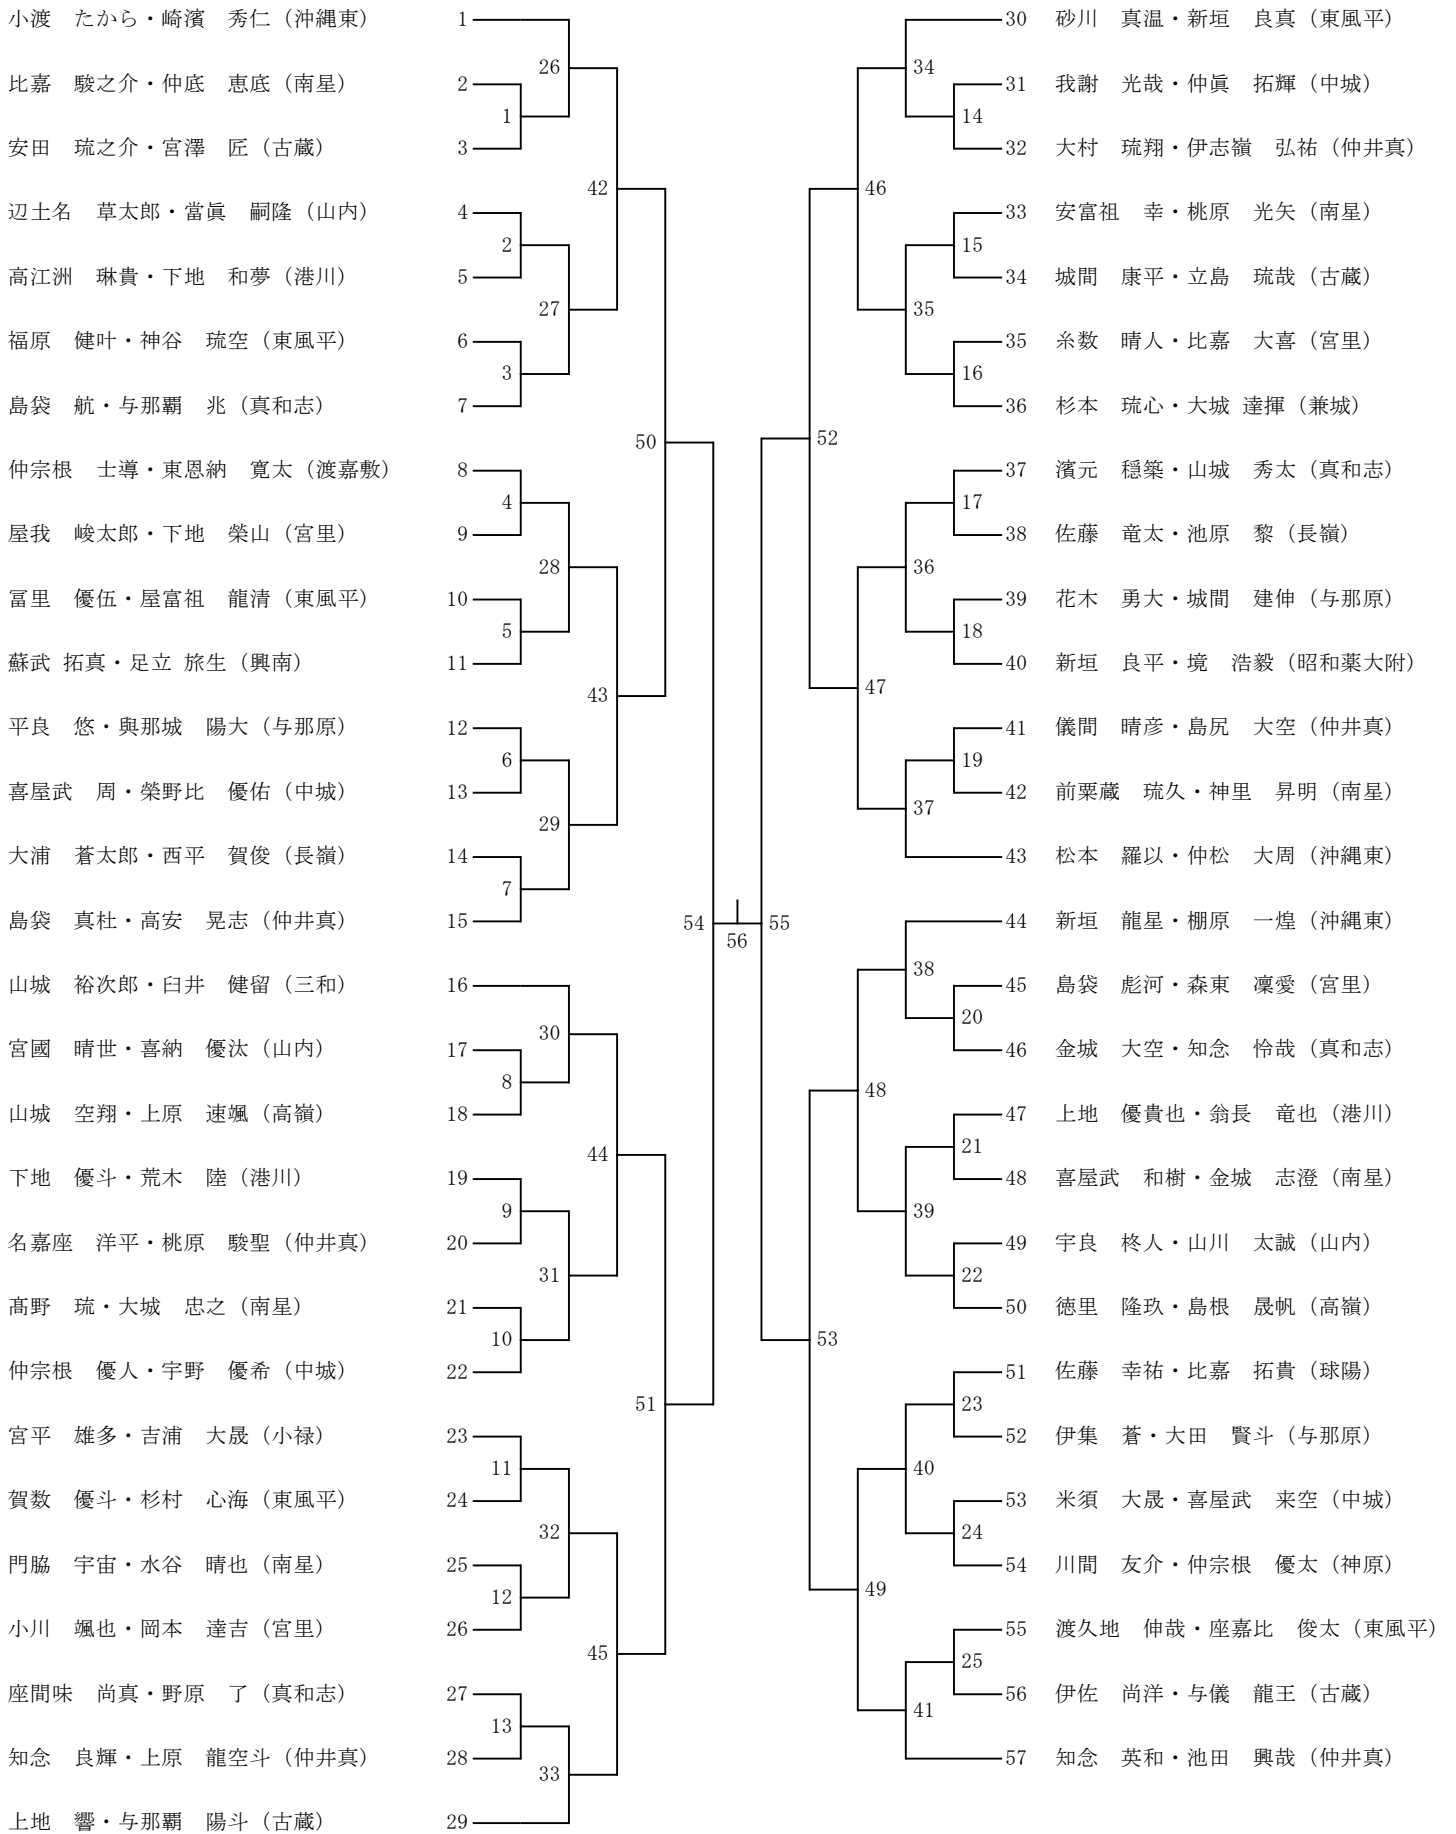 小渡　たから・崎濱　秀仁（沖縄東） 1
比嘉　駿之介・仲底　恵底（南星） 2
安田　琉之介・宮澤　匠（古蔵） 3
辺土名　草太郎・當眞　嗣隆（山内） 4
高江洲　琳貴・下地　和夢（港川） 5
福原　健叶・神谷　琉空（東風平） 6
島袋　航・与那覇　兆（真和志） 7
仲宗根　士導・東恩納　寛太（渡嘉敷） 8
屋我　峻太郎・下地　榮山（宮里） 9
冨里　優伍・屋富祖　龍清（東風平） 10
蘇武 拓真・足立 旅生（興南） 11
平良　悠・與那城　陽大（与那原） 12
喜屋武　周・榮野比　優佑（中城） 13
大浦　蒼太郎・西平　賀俊（長嶺） 14
島袋　真杜・高安　晃志（仲井真） 15
山城　裕次郎・臼井　健留（三和） 16
宮國　晴世・喜納　優汰（山内） 17
山城　空翔・上原　速颯（高嶺） 18
下地　優斗・荒木　陸（港川） 19
名嘉座　洋平・桃原　駿聖（仲井真） 20
髙野　琉・大城　忠之（南星） 21
仲宗根　優人・宇野　優希（中城） 22
宮平　雄多・吉浦　大晟（小禄） 23
賀数　優斗・杉村　心海（東風平） 24
門脇　宇宙・水谷　晴也（南星） 25
小川　颯也・岡本　達吉（宮里） 26
座間味　尚真・野原　了（真和志） 27
知念　良輝・上原　龍空斗（仲井真） 28
上地　響・与那覇　陽斗（古蔵） 29
1
2
3
4
5
6
7
8
9
10
11
12
13
26
27
28
29
30
31
32
33
42
43
44
45
50
51
54
56
55
52
53
46
47
48
49
34
35
36
37
38
39
40
41
14
15
16
17
18
19
20
21
22
23
24
25
30 砂川　真温・新垣　良真（東風平）
31 我謝　光哉・仲眞　拓輝（中城）
32 大村　琉翔・伊志嶺　弘祐（仲井真）
33 安富祖　幸・桃原　光矢（南星）
34 城間　康平・立島　琉哉（古蔵）
35 糸数　晴人・比嘉　大喜（宮里）
36 杉本　琉心・大城 達揮（兼城）
37 濱元　穏築・山城　秀太（真和志）
38 佐藤　竜太・池原　黎（長嶺）
39 花木　勇大・城間　建伸（与那原）
40 新垣　良平・境　浩毅（昭和薬大附）
41 儀間　晴彦・島尻　大空（仲井真）
42 前粟蔵　琉久・神里　昇明（南星）
43 松本　羅以・仲松　大周（沖縄東）
44 新垣　龍星・棚原　一煌（沖縄東）
45 島袋　彪河・森東　凜愛（宮里）
46 金城　大空・知念　怜哉（真和志）
47 上地　優貴也・翁長　竜也（港川）
48 喜屋武　和樹・金城　志澄（南星）
49 宇良　柊人・山川　太誠（山内）
50 徳里　隆玖・島根　晟帆（高嶺）
51 佐藤　幸祐・比嘉　拓貴（球陽）
52 伊集　蒼・大田　賢斗（与那原）
53 米須　大晟・喜屋武　来空（中城）
54 川間　友介・仲宗根　優太（神原）
55 渡久地　伸哉・座嘉比　俊太（東風平）
56 伊佐　尚洋・与儀　龍王（古蔵）
57 知念　英和・池田　興哉（仲井真）